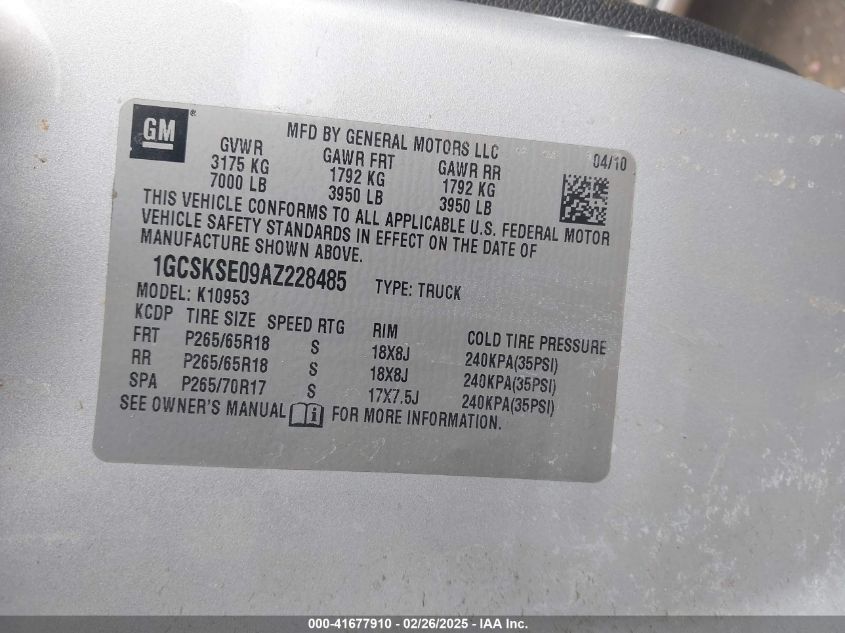 GM ®
MFD BY GENERAL MOTORS LLC 04/10
GVWR GAWR FRT GAWR RR
3175 KG 1792 KG 1792 KG
7000 LB 3950 LB 3950 LB
THIS VEHICLE CONFORMS TO ALL APPLICABLE U.S. FEDERAL MOTOR
VEHICLE SAFETY STANDARDS IN EFFECT ON THE DATE OF
MANUFACTURE SHOWN ABOVE.
1GCSKSE09AZ228485 TYPE: TRUCK
MODEL: K10953
KCDP TIRE SIZE SPEED RTG RIM COLD TIRE PRESSURE
FRT P265/65R18 S 18X8J 240KPA(35PSI)
RR P265/65R18 S 18X8J 240KPA(35PSI)
SPA P265/70R17 S 17X7.5J 240KPA(35PSI)
SEE OWNER'S MANUAL i FOR MORE INFORMATION.
000-41677910 - 02/26/2025 - IAA Inc.